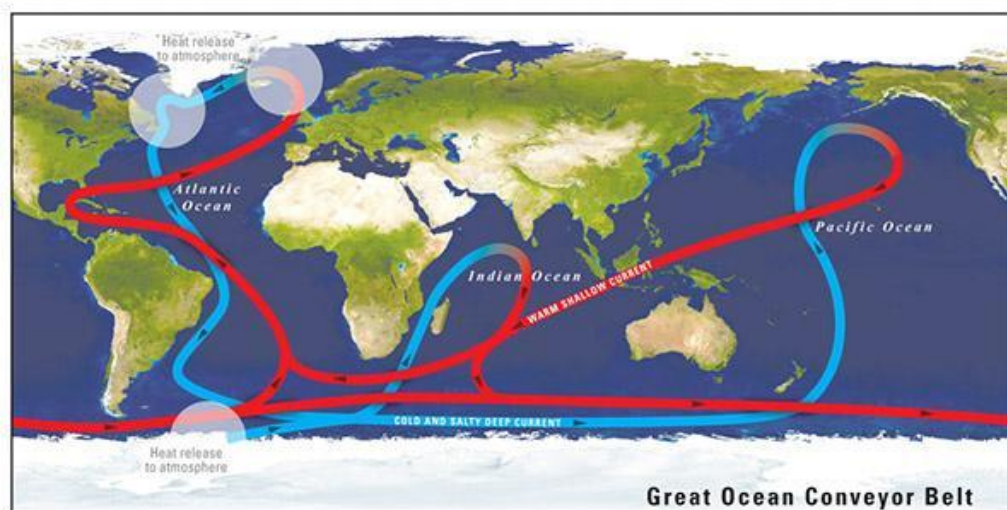 Heat release
to atmosphere
Atlantic
Ocean
Indian Ocean
Pacific Ocean
WARM SHALLOW CURRENT
COLD AND SALTY DEEP CURRENT
Heat release
to atmosphere
Great Ocean Conveyor Belt